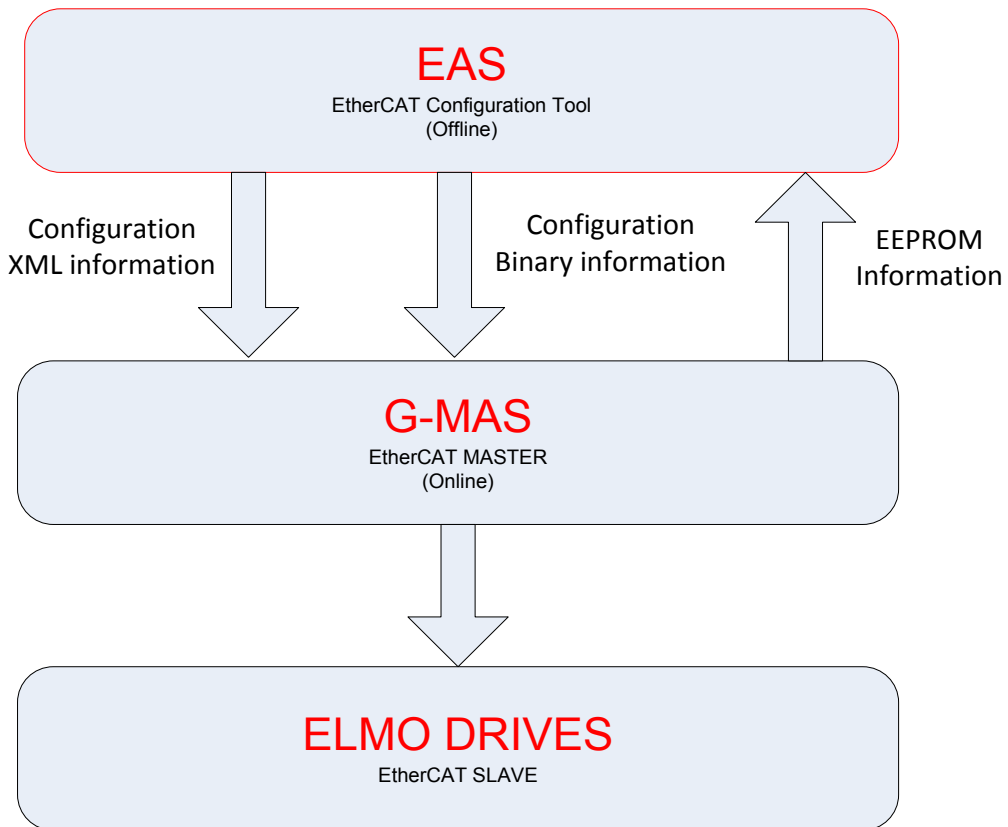 EAS
EtherCAT Configuration Tool
(Offline)
Configuration
XML information
Configuration
Binary information
EEPROM
Information
G-MAS
EtherCAT MASTER
(Online)
ELMO DRIVES
EtherCAT SLAVE